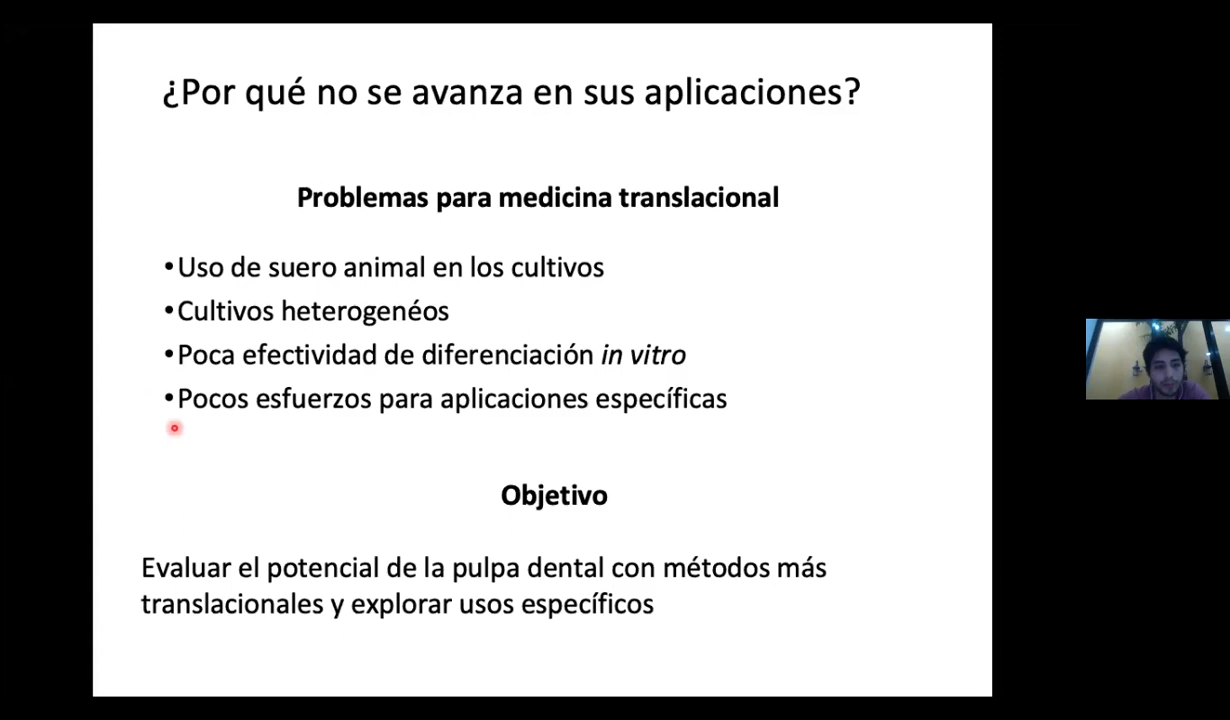 ¿Por qué no se avanza en sus aplicaciones?
Problemas para medicina translacional
•Uso de suero animal en los cultivos
•Cultivos heterogenéos
•Poca efectividad de diferenciación in vitro
•Pocos esfuerzos para aplicaciones específicas
Objetivo
Evaluar el potencial de la pulpa dental con métodos más
translacionales y explorar usos específicos